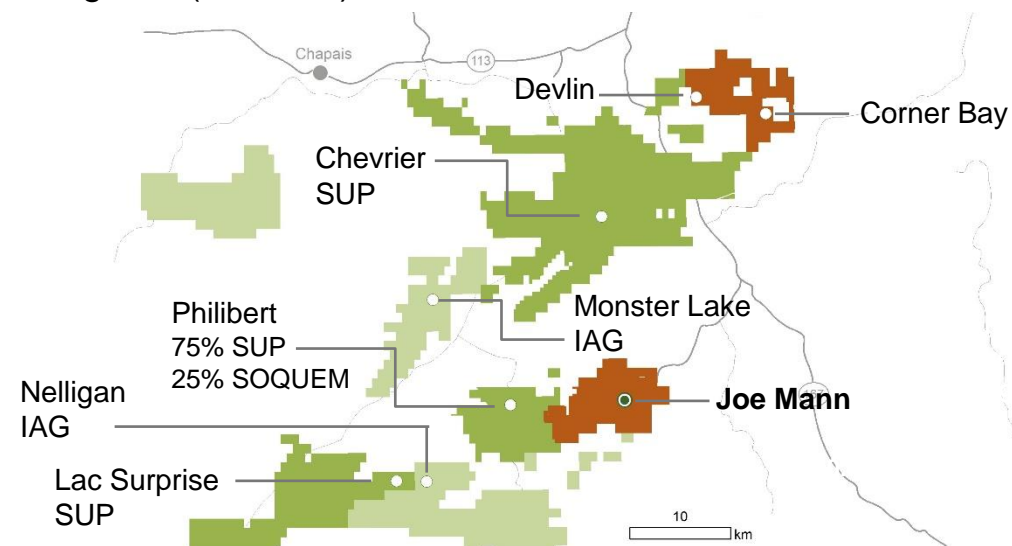 Chapais
113
Devlin
Corner Bay
Chevrier
SUP
Monster Lake
IAG
Philibert
75% SUP
25% SOQUEM
Nelligan
IAG
Joe Mann
Lac Surprise
SUP
10
km